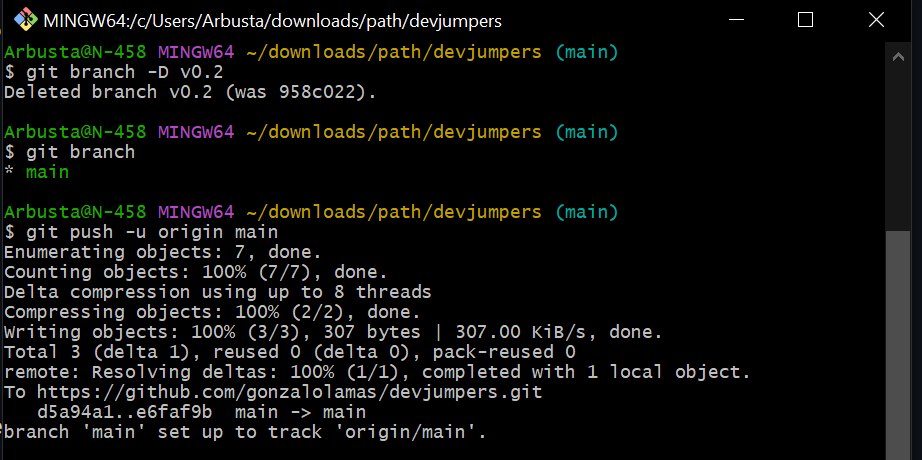 MINGW64:/c/Users/Arbusta/downloads/path/devjumpers
Arbusta@N-458 MINGW64 ~/downloads/path/devjumpers (main)
$ git branch -D v0.2
Deleted branch v0.2 (was 958c022).
Arbusta@N-458 MINGW64 ~/downloads/path/devjumpers (main)
$ git branch
* main
Arbusta@N-458 MINGW64 ~/downloads/path/devjumpers (main)
$ git push -u origin main
Enumerating objects: 7, done.
Counting objects: 100% (7/7), done.
Delta compression using up to 8 threads
Compressing objects: 100% (2/2), done.
Writing objects: 100% (3/3), 307 bytes | 307.00 KiB/s, done.
Total 3 (delta 1), reused 0 (delta 0), pack-reused 0
remote: Resolving deltas: 100% (1/1), completed with 1 local object.
To https://github.com/gonzalolamas/devjumpers.git
   d5a94a1..e6faf9b  main -> main
branch 'main' set up to track 'origin/main'.